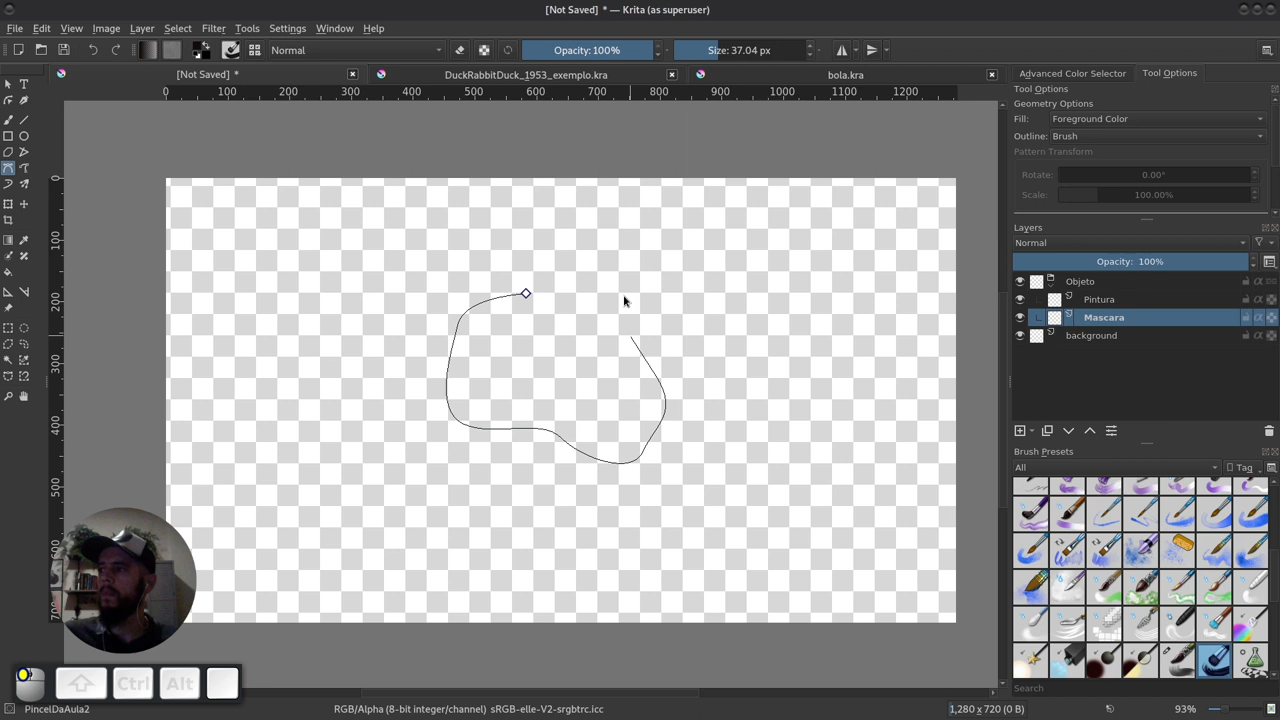 [Not Saved] * — Krita (as superuser)
File Edit View Image Layer Select Filter Tools Settings Window Help
Normal
Opacity: 100%
Size: 37.04 px
[Not Saved] *
DuckRabbitDuck_1953_exemplo.kra
bola.kra
Advanced Color Selector
Tool Options
0 100 200 300 400 500 600 700 800 900 1000 1100 1200
0
100
200
300
400
500
600
Tool Options
Geometry Options
Fill: Foreground Color
Outline: Brush
Pattern Transform
Rotate: 0.00°
Scale: 100.00%
Layers
Normal
Opacity: 100%
Objeto
Pintura
Mascara
background
Brush Presets
All
Tag
Search
Ctrl
Alt
PincelDaAula2
RGB/Alpha (8-bit integer/channel) sRGB-elle-V2-srgbtrc.icc
1,280 x 720 (0 B)
93%